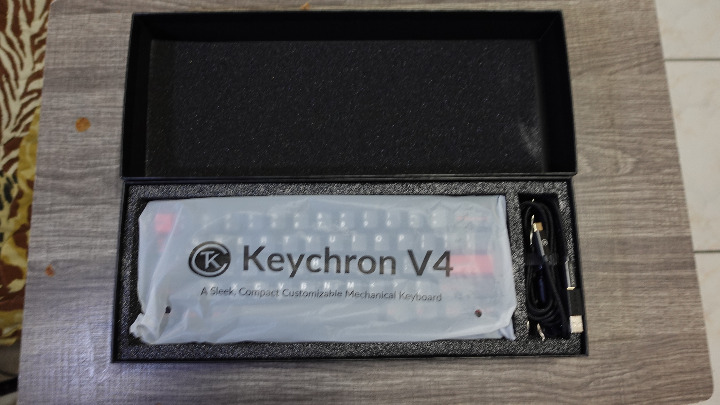 Keychron V4
A Sleek, Compact Customizable Mechanical Keyboard